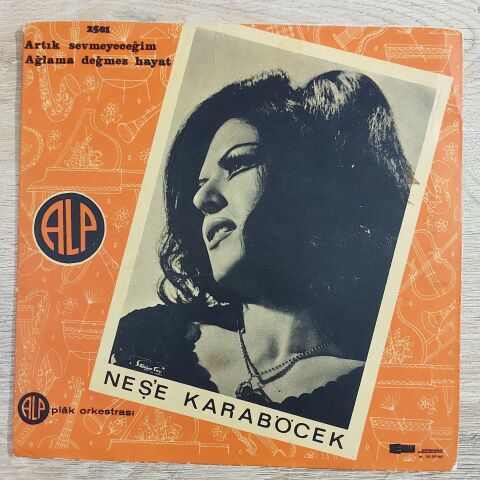 2501
Artık sevmeyeceğim
Ağlama değmez hayat
ALP
NEŞE KARABÖCEK
ALP plâk orkestrası